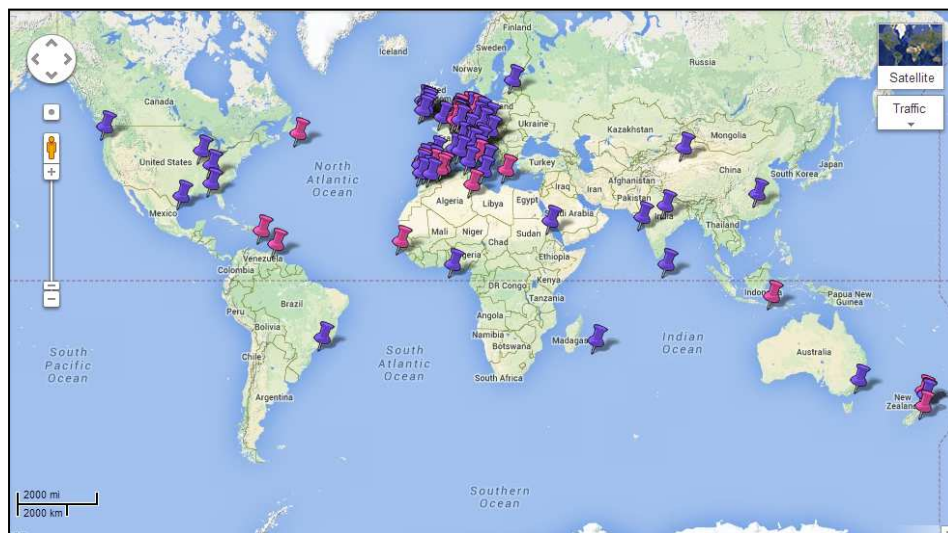 Finland
Iceland
Sweden
Russia
Norway
Satellite
Canada
Traffic
Ukraine
Kazakhstan
Mongolia
United States
North
Atlantic
Ocean
Turkey
China
Japan
South Korea
Iraq
Iran
Afghanistan
Pakistan
Algeria
Libya
Egypt
Saudi Arabia
India
Mexico
Mali
Niger
Chad
Sudan
Thailand
Venezuela
Colombia
Nigeria
Ethiopia
Kenya
DR Congo
Tanzania
Indonesia
Papua New
Guinea
Peru
Brazil
Bolivia
Angola
Namibia
Botswana
Madagascar
Indian
Ocean
Australia
South
Pacific
Ocean
Chile
South
Atlantic
Ocean
South Africa
Argentina
New
Zealand
2000 mi
2000 km
Southern
Ocean